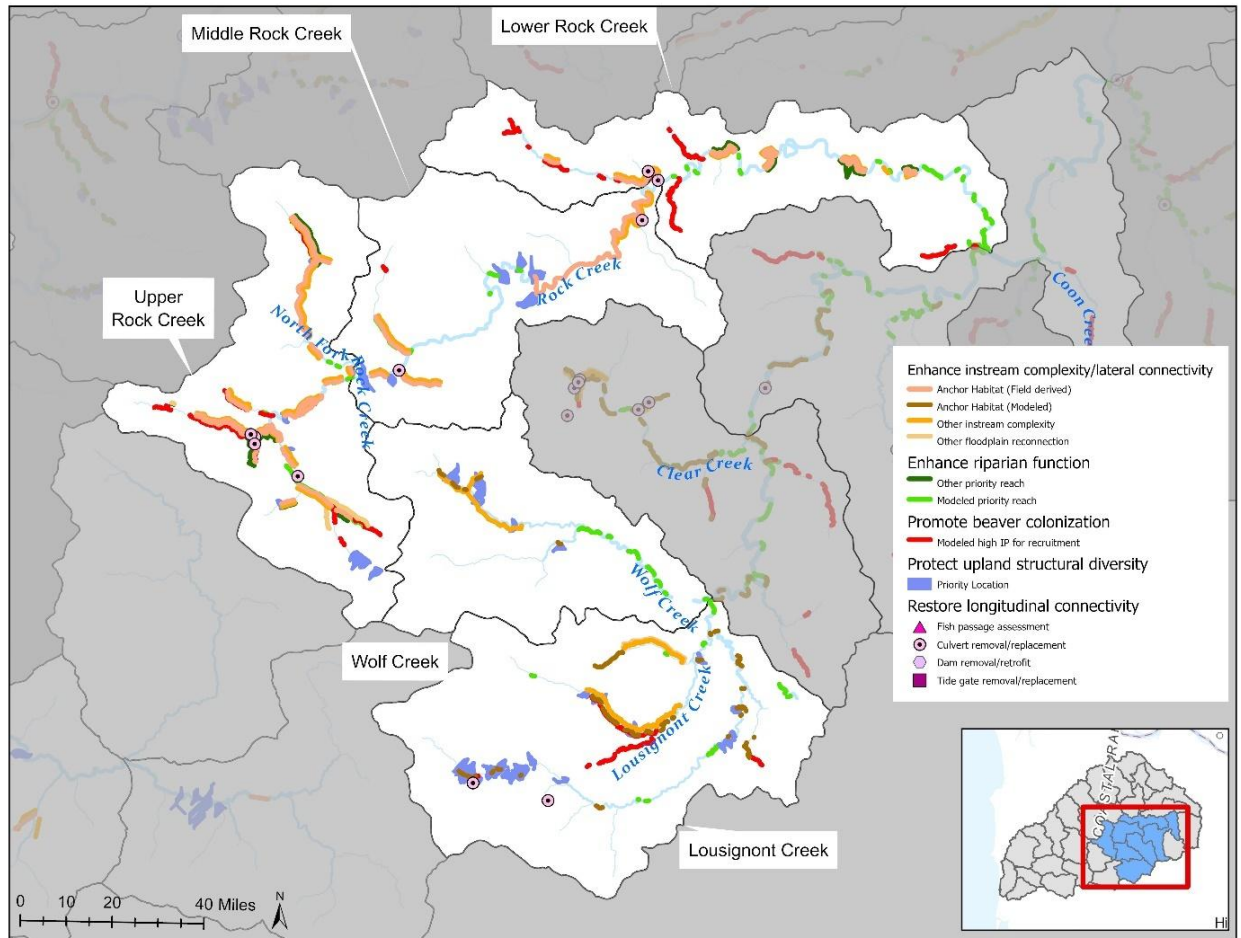 Lower Rock Creek
Middle Rock Creek
Upper
Rock Creek
Rock Creek
North Fork Rock Creek
Coon Creek
Clear Creek
Wolf Creek
Wolf Creek
Lousignont Creek
Lousignont Creek
Enhance instream complexity/lateral connectivity
Anchor Habitat (Field derived)
Anchor Habitat (Modeled)
Other instream complexity
Other floodplain reconnection
Enhance riparian function
Other priority reach
Modeled priority reach
Promote beaver colonization
Modeled high IP for recruitment
Protect upland structural diversity
Priority Location
Restore longitudinal connectivity
Fish passage assessment
Culvert removal/replacement
Dam removal/retrofit
Tide gate removal/replacement
0 10 20 40 Miles
N
COASTAL RA
Hi